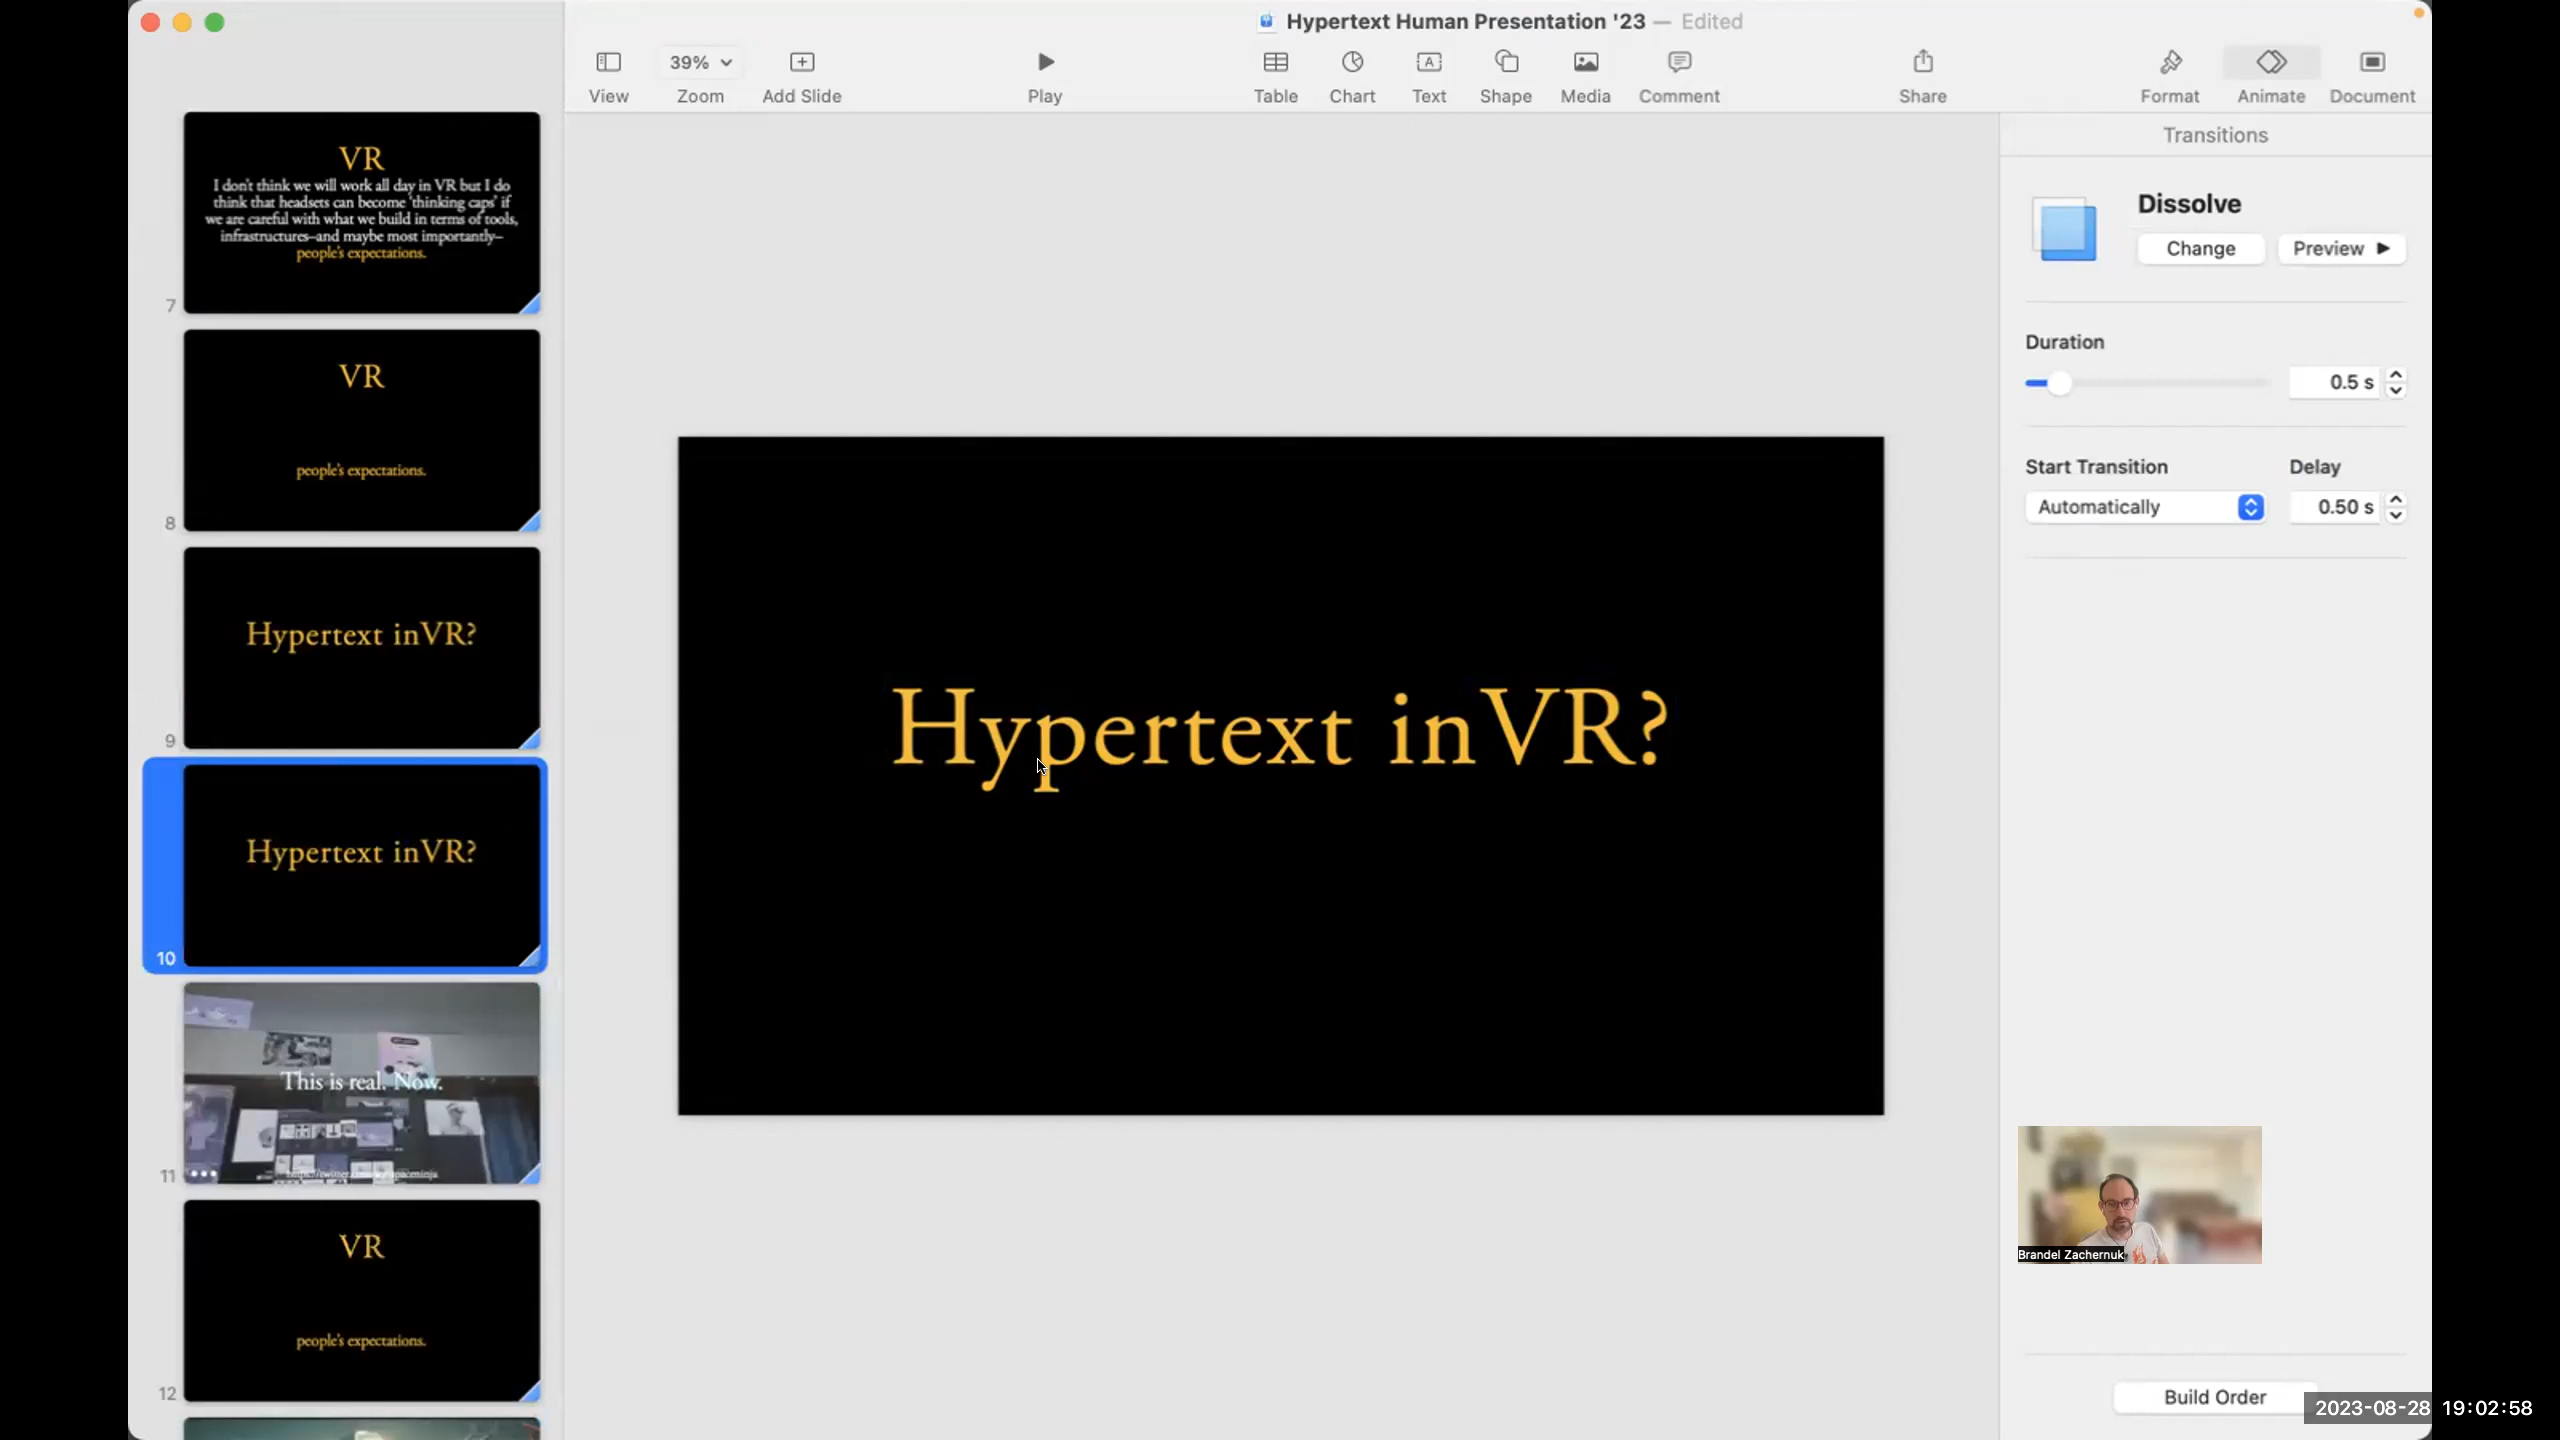 Hypertext Human Presentation '23 — Edited
39%
View
Zoom
Add Slide
Play
Table
Chart
Text
Shape
Media
Comment
Share
Format
Animate
Document
VR
I don't think we will work all day in VR but I do
think that headsets can become 'thinking caps' if
we are careful with what we build in terms of tools,
infrastructures–and maybe most importantly–
people's expectations.
7
VR
people's expectations.
8
Hypertext inVR?
9
Hypertext inVR?
10
This is real. Now.
11
VR
people's expectations.
12
Hypertext inVR?
Transitions
Dissolve
Change
Preview
Duration
0.5 s
Start Transition
Delay
Automatically
0.50 s
Brandel Zachernuk
Build Order
2023-08-28 19:02:58